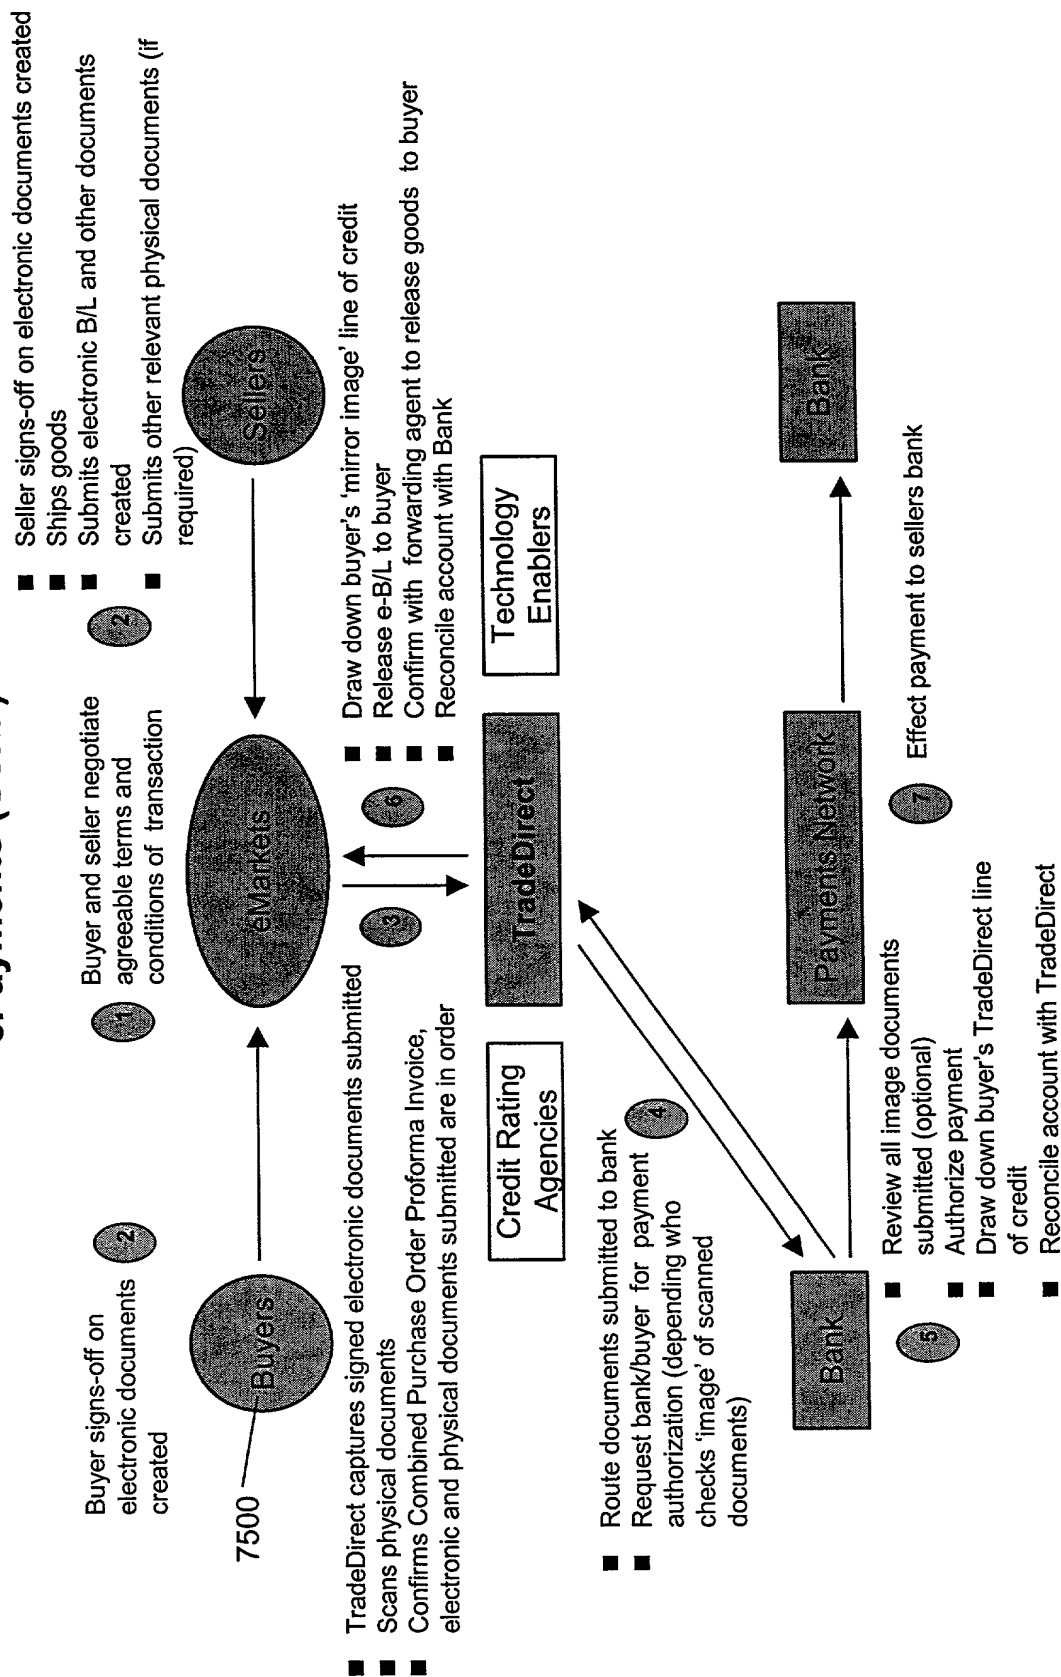 Seller signs-off on electronic documents created
Ships goods
Submits electronic B/L and other documents
created
Submits other relevant physical documents (if
required)
2
Buyer and seller negotiate
agreeable terms and
conditions of transaction
1
Buyer signs-off on
electronic documents
created
2
7500
Buyers
eMarkets
Sellers
TradeDirect captures signed electronic documents submitted
Scans physical documents
Confirms Combined Purchase Order Proforma Invoice,
electronic and physical documents submitted are in order
3
6
Draw down buyer's 'mirror image' line of credit
Release e-B/L to buyer
Confirm with forwarding agent to release goods to buyer
Reconcile account with Bank
Credit Rating
Agencies
TradeDirect
Technology
Enablers
Route documents submitted to bank
Request bank/buyer for payment
authorization (depending who
checks 'image' of scanned
documents)
4
Bank
Payments Network
Bank
5
Review all image documents
submitted (optional)
Authorize payment
Draw down buyer's TradeDirect line
of credit
Reconcile account with TradeDirect
7
Effect payment to sellers bank